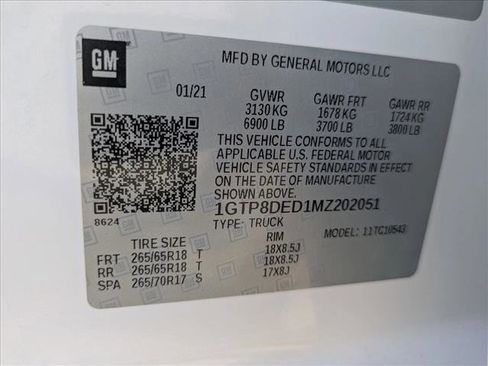 GM
MFD BY GENERAL MOTORS LLC
01/21
GVWR GAWR FRT GAWR RR
3130 KG 1678 KG 1724 KG
6900 LB 3700 LB 3800 LB
THIS VEHICLE CONFORMS TO ALL
APPLICABLE U.S. FEDERAL MOTOR
VEHICLE SAFETY STANDARDS IN EFFECT
ON THE DATE OF MANUFACTURE
SHOWN ABOVE.
1GTP8DED1MZ202051
8624
TYPE- TRUCK MODEL: 11TC10543
TIRE SIZE RIM
FRT 265/65R18 T 18X8.5J
RR 265/65R18 T 18X8.5J
SPA 265/70R17 S 17X8J